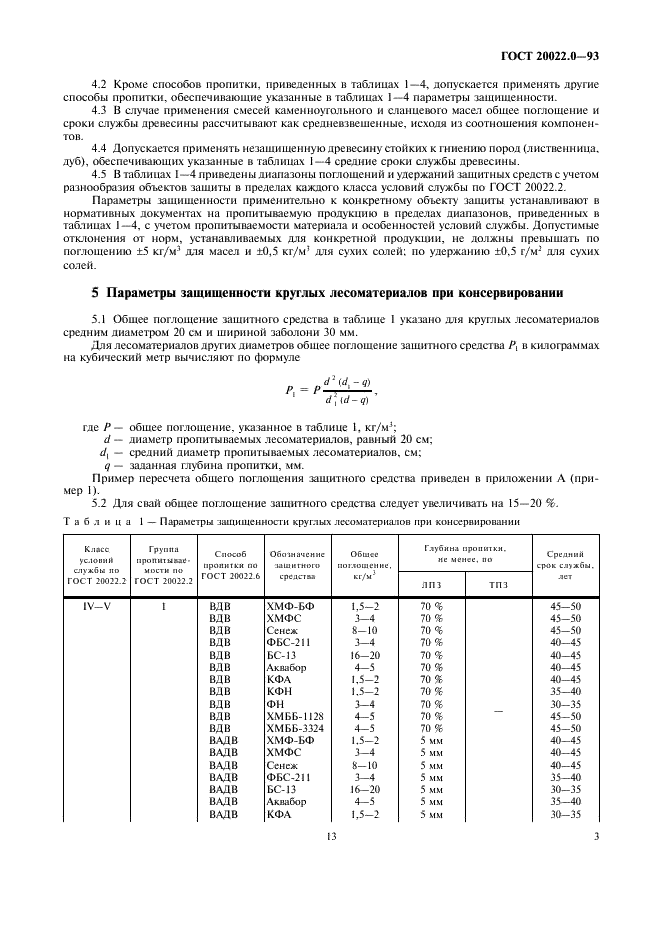 ГОСТ 20022.0—93
4.2 Кроме способов пропитки, приведенных в таблицах 1—4, допускается применять другие
способы пропитки, обеспечивающие указанные в таблицах 1—4 параметры защищенности.
4.3 В случае применения смесей каменноугольного и сланцевого масел общее поглощение и
сроки службы древесины рассчитывают как средневзвешенные, исходя из соотношения компонен-
тов.
4.4 Допускается применять незащищенную древесину стойких к гниению пород (лиственница,
дуб), обеспечивающих указанные в таблицах 1—4 средние сроки службы древесины.
4.5 В таблицах 1—4 приведены диапазоны поглощений и удержаний защитных средств с учетом
разнообразия объектов защиты в пределах каждого класса условий службы по ГОСТ 20022.2.
Параметры защищенности применительно к конкретному объекту защиты устанавливают в
нормативных документах на пропитываемую продукцию в пределах диапазонов, приведенных в
таблицах 1—4, с учетом пропитываемости материала и особенностей условий службы. Допустимые
отклонения от норм, устанавливаемых для конкретной продукции, не должны превышать по
поглощению ±5 кг/м³ для масел и ±0,5 кг/м³ для сухих солей; по удержанию ±0,5 г/м² для сухих
солей.
5 Параметры защищенности круглых лесоматериалов при консервировании
5.1 Общее поглощение защитного средства в таблице 1 указано для круглых лесоматериалов
средним диаметром 20 см и шириной заболони 30 мм.
Для лесоматериалов других диаметров общее поглощение защитного средства P₁ в килограммах
на кубический метр вычисляют по формуле
P₁ = P d² (d₁ – q) / d₁² (d – q) ,
где P — общее поглощение, указанное в таблице 1, кг/м³;
d — диаметр пропитываемых лесоматериалов, равный 20 см;
d₁ — средний диаметр пропитываемых лесоматериалов, см;
q — заданная глубина пропитки, мм.
Пример пересчета общего поглощения защитного средства приведен в приложении А (при-
мер 1).
5.2 Для свай общее поглощение защитного средства следует увеличивать на 15—20 %.
Таблица 1 — Параметры защищенности круглых лесоматериалов при консервировании
Класс условий службы по ГОСТ 20022.2 Группа пропитывае-мости по ГОСТ 20022.2 Способ пропитки по ГОСТ 20022.6 Обозначение защитного средства Общее поглощение, кг/м³ Глубина пропитки, не менее, по Средний срок службы, лет
ЛПЗ ТПЗ
IV—V 1 ВДВ ХМФ-БФ 1,5—2 70 % 45—50
ВДВ ХМФС 3—4 70 % 45—50
ВДВ Сенеж 8—10 70 % 45—50
ВДВ ФБС-211 3—4 70 % 40—45
ВДВ БС-13 16—20 70 % 40—45
ВДВ Аквабор 4—5 70 % 40—45
ВДВ КФА 1,5—2 70 % 40—45
ВДВ КФН 1,5—2 70 % 35—40
ВДВ ФН 3—4 70 % 30—35
ВДВ ХМББ-1128 4—5 70 % — 45—50
ВДВ ХМББ-3324 4—5 70 % 45—50
ВАДВ ХМФ-БФ 1,5—2 5 мм 40—45
ВАДВ ХМФС 3—4 5 мм 40—45
ВАДВ Сенеж 8—10 5 мм 40—45
ВАДВ ФБС-211 3—4 5 мм 35—40
ВАДВ БС-13 16—20 5 мм 30—35
ВАДВ Аквабор 4—5 5 мм 35—40
ВАДВ КФА 1,5—2 5 мм 30—35
13 3